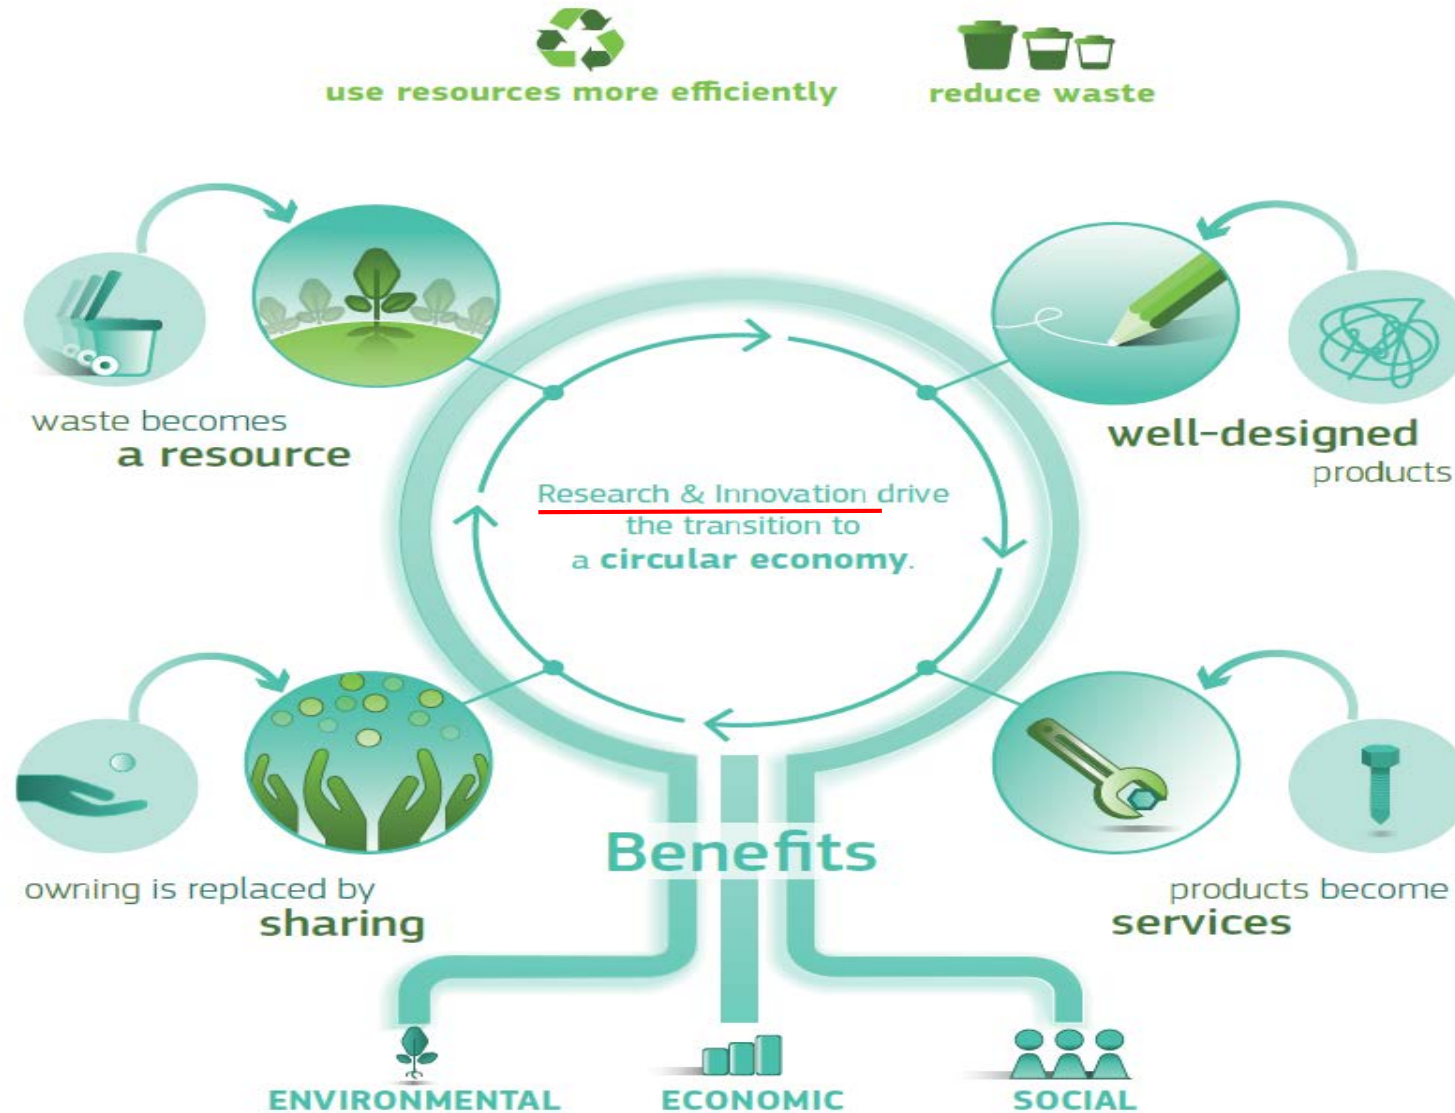 use resources more efficiently
reduce waste
waste becomes
a resource
well-designed
products
Research & Innovation drive
the transition to
a circular economy.
owning is replaced by
sharing
products become
services
Benefits
ENVIRONMENTAL
ECONOMIC
SOCIAL